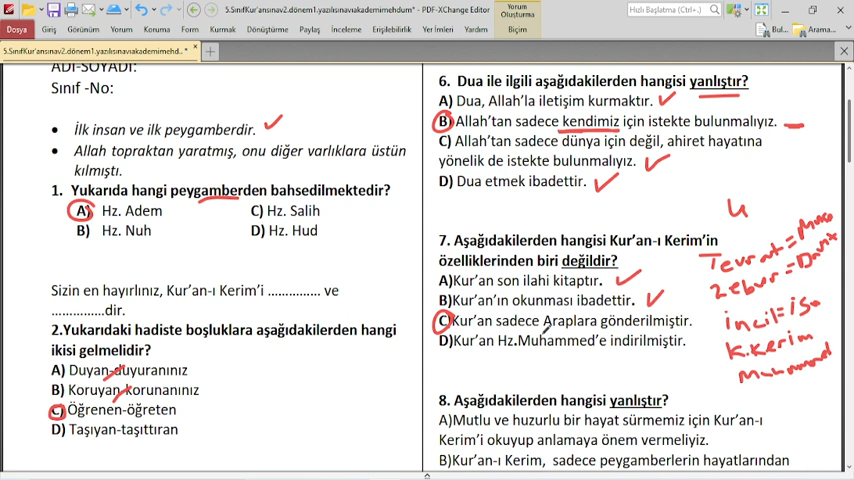 5.SınıfKur'ansınav2.dönem1.yazılısınavıakademimehdum* - PDF-XChange Editor
Yorum Oluşturma
Hızlı Başlatma (Ctrl+.)
Dosya
Giriş
Görünüm
Yorum
Koruma
Form
Kurmak
Dönüştürme
Paylaş
İnceleme
Erişilebilirlik
Yer İmleri
Yardım
Biçim
Bul...
Arama...
5.SınıfKur'ansınav2.dönem1.yazılısınavıakademimehd.. *
ADI-SOYADI:
Sınıf -No:
• İlk insan ve ilk peygamberdir.
• Allah topraktan yaratmış, onu diğer varlıklara üstün
kılmıştı.
1. Yukarıda hangi peygamberden bahsedilmektedir?
A) Hz. Adem C) Hz. Salih
B) Hz. Nuh D) Hz. Hud
Sizin en hayırlınız, Kur'an-ı Kerim'i ............... ve
...............dir.
2.Yukarıdaki hadiste boşluklara aşağıdakilerden hangi
ikisi gelmelidir?
A) Duyan-duyuranınız
B) Koruyan-korunanınız
C) Öğrenen-öğreten
D) Taşıyan-taşıttıran
6. Dua ile ilgili aşağıdakilerden hangisi yanlıştır?
A) Dua, Allah'la iletişim kurmaktır.
B) Allah'tan sadece kendimiz için istekte bulunmalıyız.
C) Allah'tan sadece dünya için değil, ahiret hayatına
yönelik de istekte bulunmalıyız.
D) Dua etmek ibadettir.
4
7. Aşağıdakilerden hangisi Kur'an-ı Kerim'in
özelliklerinden biri değildir?
A)Kur'an son ilahi kitaptır.
B)Kur'an'ın okunması ibadettir.
C)Kur'an sadece Araplara gönderilmiştir.
D)Kur'an Hz.Muhammed'e indirilmiştir.
Tevrat=Musa
Zebur=Davut
İncil=İsa
K.Kerim
Muhammed
8. Aşağıdakilerden hangisi yanlıştır?
A)Mutlu ve huzurlu bir hayat sürmemiz için Kur'an-ı
Kerim'i okuyup anlamaya önem vermeliyiz.
B)Kur'an-ı Kerim, sadece peygamberlerin hayatlarından